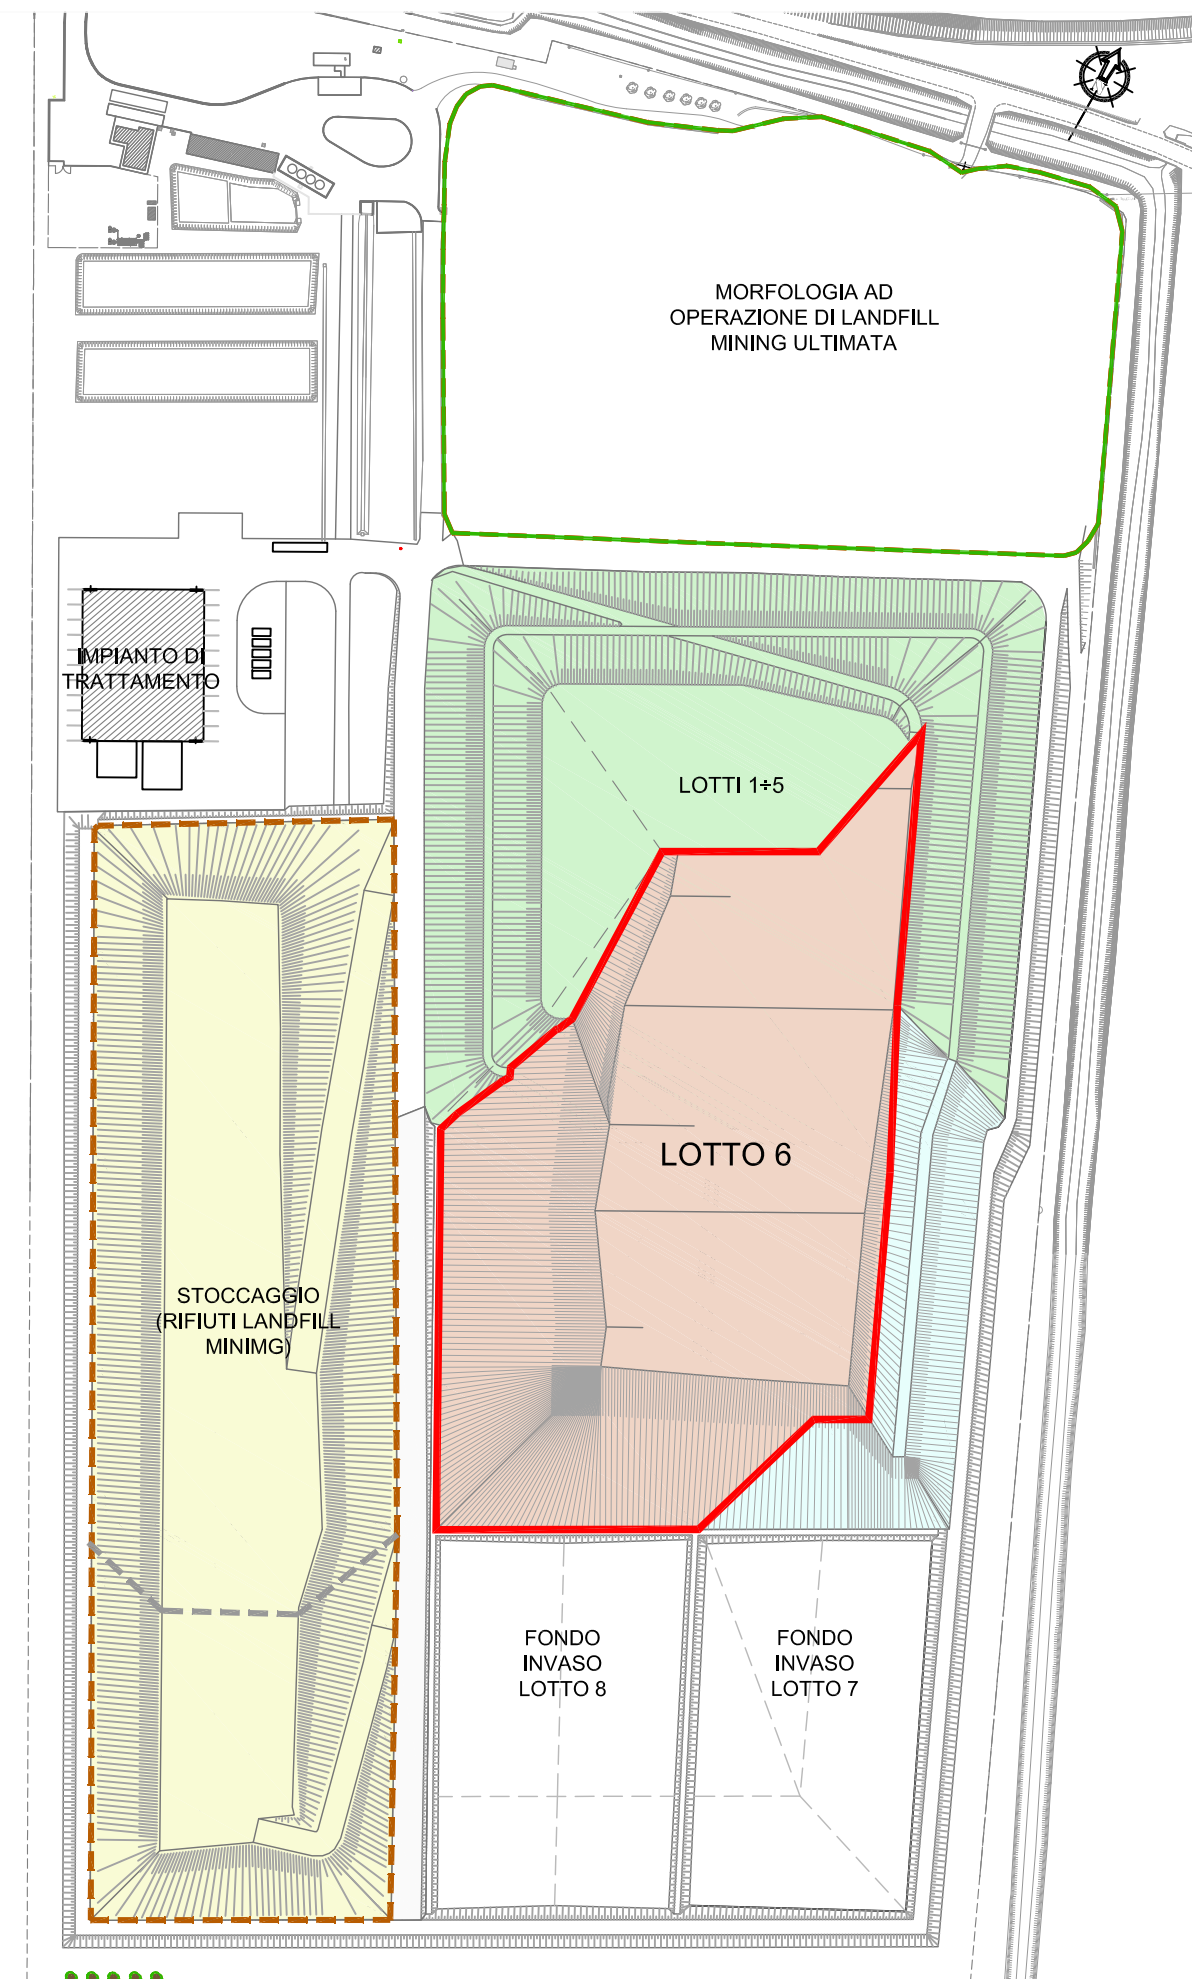 MORFOLOGIA AD
OPERAZIONE DI LANDFILL
MINING ULTIMATA
IMPIANTO DI
TRATTAMENTO
LOTTI 1÷5
LOTTO 6
STOCCAGGIO
(RIFIUTI LANDFILL
MINIMG)
FONDO
INVASO
LOTTO 8
FONDO
INVASO
LOTTO 7